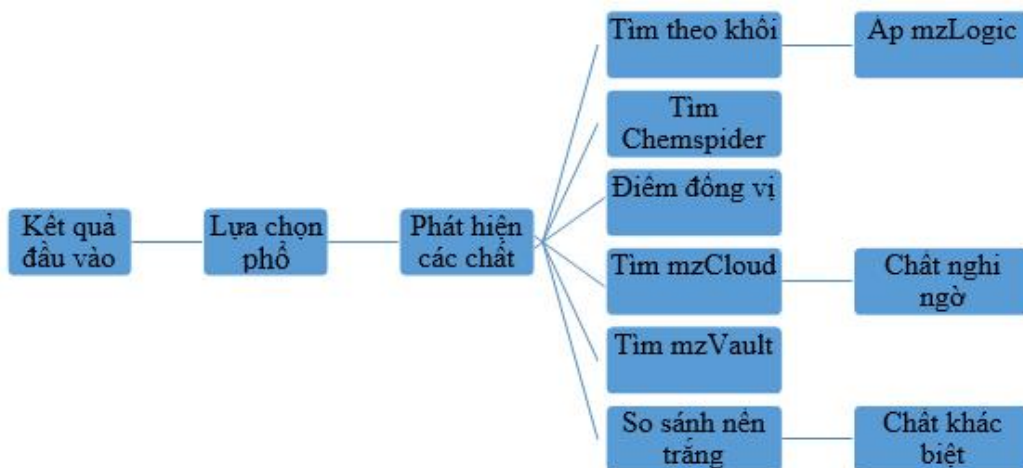 Tìm theo khối
Áp mzLogic
Tìm
Chemspider
Điểm đồng vị
Kết quả
đầu vào
Lựa chọn
phổ
Phát hiện
các chất
Tìm mzCloud
Chất nghi
ngờ
Tìm mzVault
So sánh nền
trắng
Chất khác
biệt